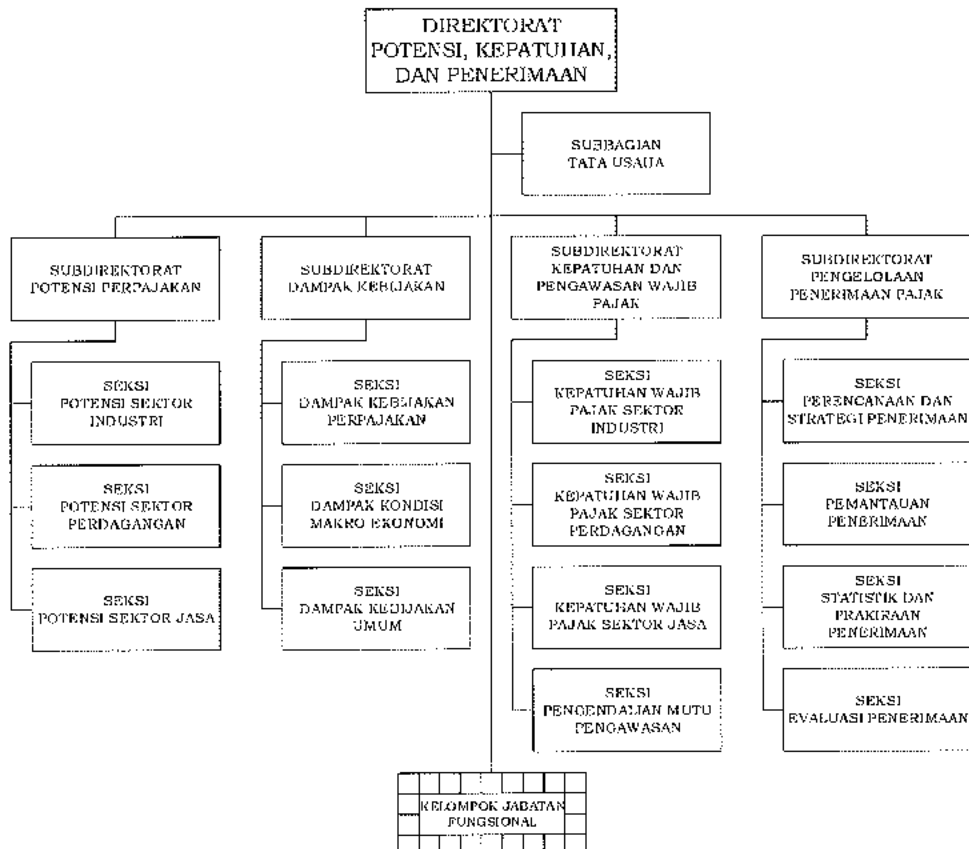 DIREKTORAT
POTENSI, KEPATUHAN,
DAN PENERIMAAN
SUBBAGIAN
TATA USAHA
SUBDIREKTORAT
POTENSI PERPAJAKAN
SUBDIREKTORAT
DAMPAK KEBIJAKAN
SUBDIREKTORAT
KEPATUHAN DAN
PENGAWASAN WAJIB
PAJAK
SUBDIREKTORAT
PENGELOLAAN
PENERIMAAN PAJAK
SEKSI
POTENSI SEKTOR
INDUSTRI
SEKSI
DAMPAK KEBIJAKAN
PERPAJAKAN
SEKSI
KEPATUHAN WAJIB
PAJAK SEKTOR
INDUSTRI
SEKSI
PERENCANAAN DAN
STRATEGI PENERIMAAN
SEKSI
POTENSI SEKTOR
PERDAGANGAN
SEKSI
DAMPAK KONDISI
MAKRO EKONOMI
SEKSI
KEPATUHAN WAJIB
PAJAK SEKTOR
PERDAGANGAN
SEKSI
PEMANTAUAN
PENERIMAAN
SEKSI
POTENSI SEKTOR JASA
SEKSI
DAMPAK KEBIJAKAN
UMUM
SEKSI
KEPATUHAN WAJIB
PAJAK SEKTOR JASA
SEKSI
STATISTIK DAN
PRAKIRAAN
PENERIMAAN
SEKSI
PENGENDALIAN MUTU
PENGAWASAN
SEKSI
EVALUASI PENERIMAAN
KELOMPOK JABATAN
FUNGSIONAL